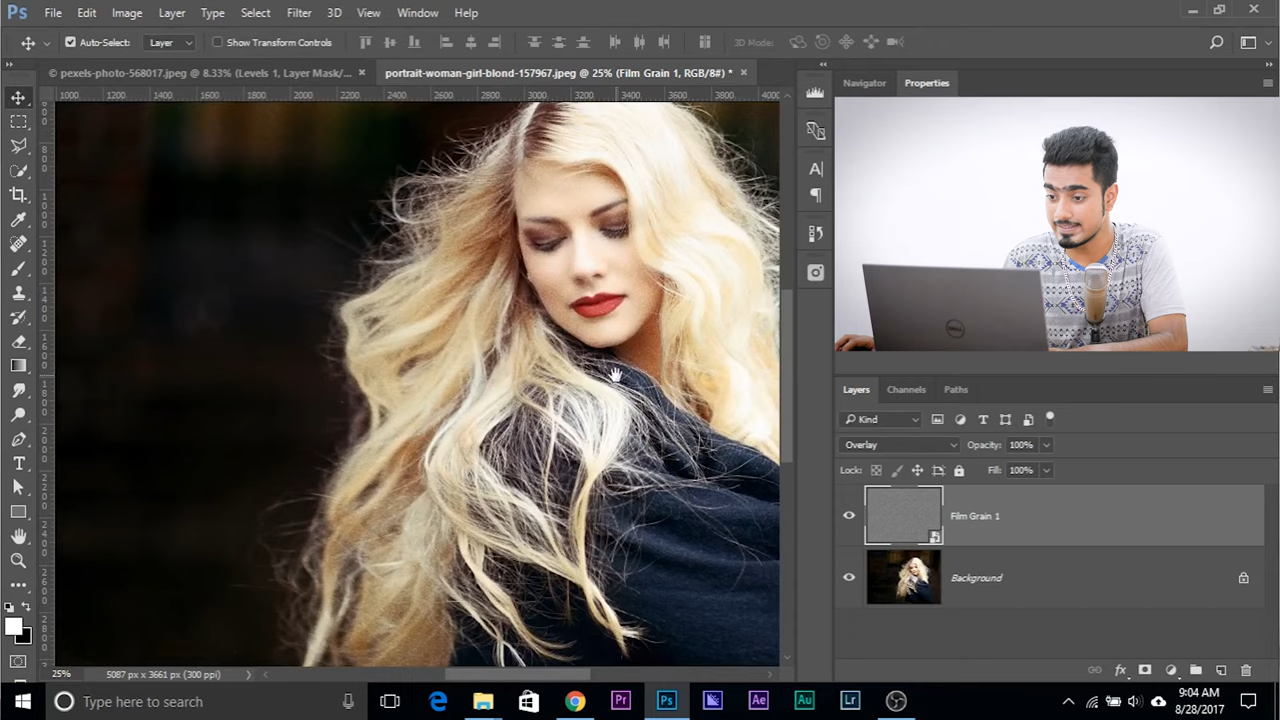 Ps File Edit Image Layer Type Select Filter 3D View Window Help
Auto-Select: Layer Show Transform Controls 3D Mode:
© pexels-photo-568017.jpeg @ 8.33% (Levels 1, Layer Mask/... × portrait-woman-girl-blond-157967.jpeg @ 25% (Film Grain 1, RGB/8#) * ×
1000 1200 1400 1600 1800 2000 2200 2400 2600 2800 3000 3200 3400 3600 3800 4000
Navigator Properties
DELL
Layers Channels Paths
Kind
Overlay Opacity: 100%
Lock: Fill: 100%
Film Grain 1
Background
25% 5087 px x 3661 px (300 ppi)
Type here to search Pr Ps Ae Au Lr 9:04 AM
8/28/2017